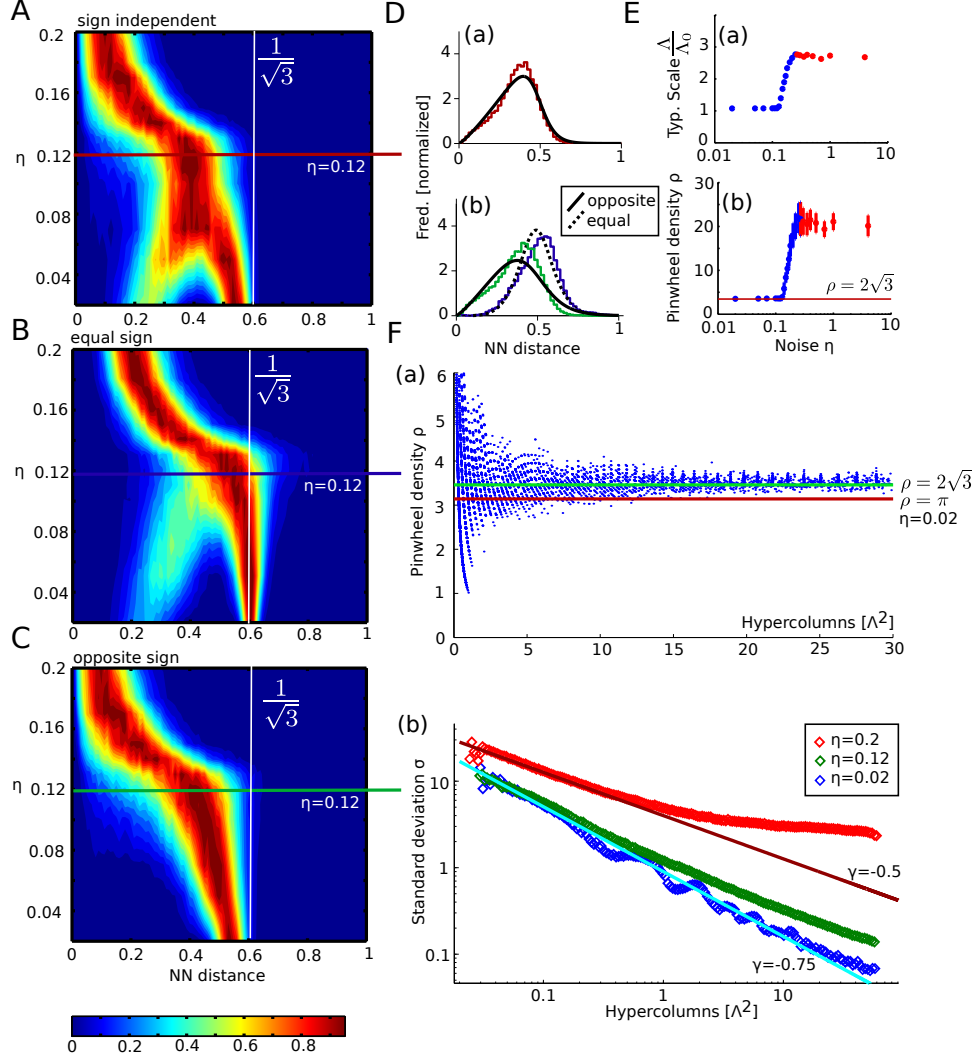 A
sign independent
0.2
0.16
η
0.12
0.08
0.04
1
√3
η=0.12
0 0.2 0.4 0.6 0.8 1
B
equal sign
0.2
0.16
η
0.12
0.08
0.04
1
√3
η=0.12
0 0.2 0.4 0.6 0.8 1
C
opposite sign
0.2
0.16
η
0.12
0.08
0.04
1
√3
η=0.12
0 0.2 0.4 0.6 0.8 1
NN distance
0 0.2 0.4 0.6 0.8 1
D
(a)
4
2
0
0 0.5 1
Fred. [normalized]
(b)
opposite
equal
4
2
0
0 0.5 1
NN distance
E
(a)
Typ. Scale Λ/Λ0
3
2
1
0
0.01 0.1 1 10
(b)
Pinwheel density ρ
20
10
0
ρ = 2√3
0.01 0.1 1 10
Noise η
F
(a)
Pinwheel density ρ
6
5
4
3
2
1
0
ρ = 2√3
ρ = π
η=0.02
Hypercolumns [Λ²]
0 5 10 15 20 25 30
(b)
Standard deviation σ
10
1
0.1
η=0.2
η=0.12
η=0.02
γ=-0.5
γ=-0.75
0.1 1 10
Hypercolumns [Λ²]